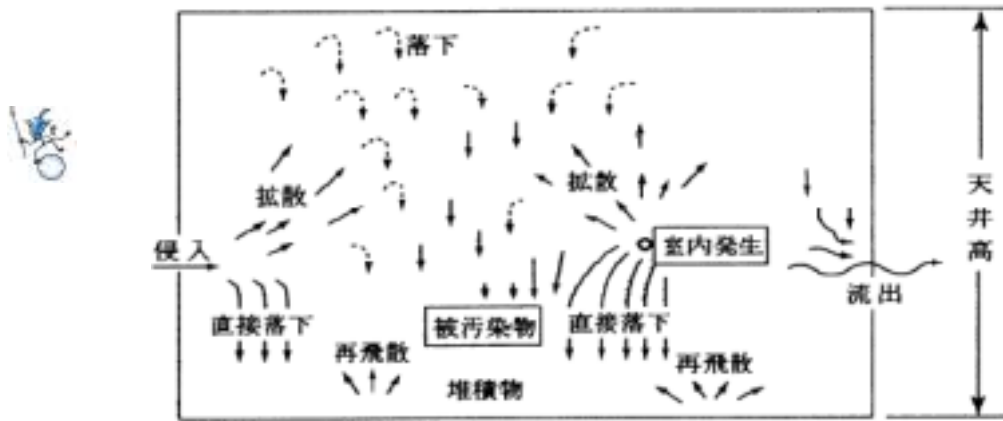 落下
拡散
拡散
侵入
室内発生
天井高
流出
直接落下
被汚染物
直接落下
再飛散
再飛散
堆積物